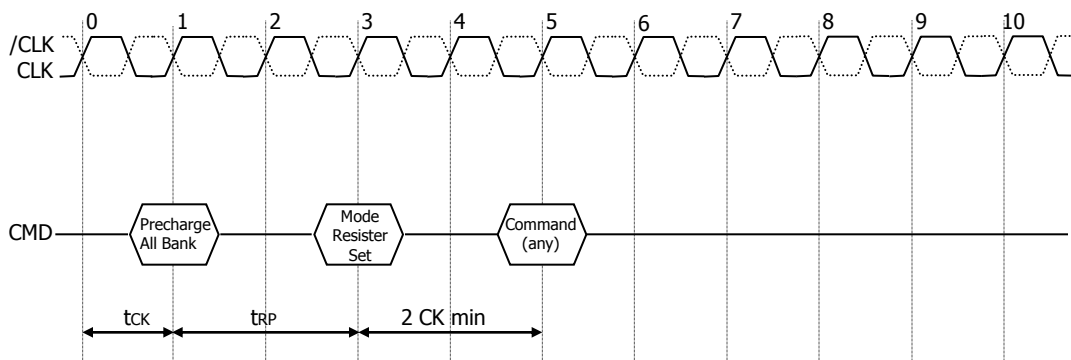 0 1 2 3 4 5 6 7 8 9 10
/CLK
CLK
CMD
Precharge
All Bank
Mode
Resister
Set
Command
(any)
tCK
tRP
2 CK min